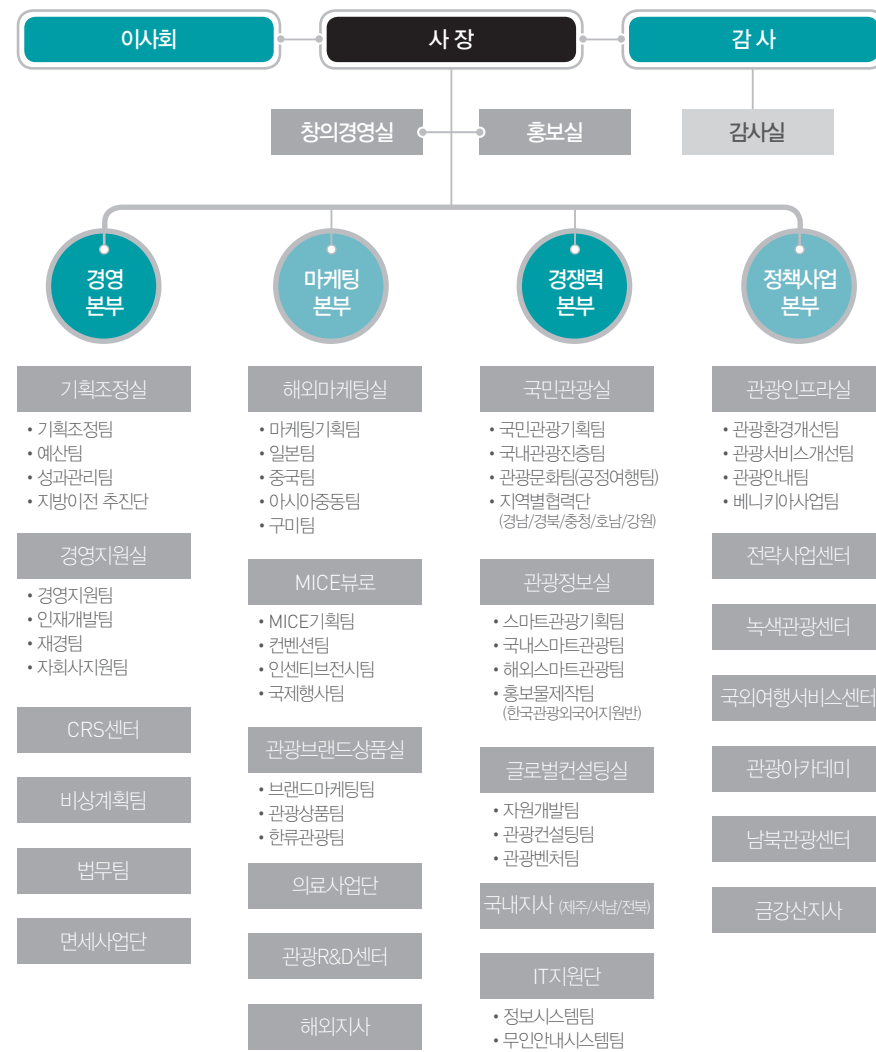 이사회
사 장
감 사
창의경영실
홍보실
감사실
경영
본부
마케팅
본부
경쟁력
본부
정책사업
본부
기획조정실
• 기획조정팀
• 예산팀
• 성과관리팀
• 지방이전 추진단
경영지원실
• 경영지원팀
• 인재개발팀
• 재경팀
• 자회사지원팀
CRS센터
비상계획팀
법무팀
면세사업단
해외마케팅실
• 마케팅기획팀
• 일본팀
• 중국팀
• 아시아중동팀
• 구미팀
MICE뷰로
• MICE기획팀
• 컨벤션팀
• 인센티브전시팀
• 국제행사팀
관광브랜드상품실
• 브랜드마케팅팀
• 관광상품팀
• 한류관광팀
의료사업단
관광R&D센터
해외지사
국민관광실
• 국민관광기획팀
• 국내관광진층팀
• 관광문화팀(공정여행팀)
• 지역별협력단
(경남/경북/충청/호남/강원)
관광정보실
• 스마트관광기획팀
• 국내스마트관광팀
• 해외스마트관광팀
• 홍보물제작팀
(한국관광외국어지원반)
글로벌컨설팅실
• 자원개발팀
• 관광컨설팅팀
• 관광벤처팀
국내지사 (제주/서남/전북)
IT지원단
• 정보시스템팀
• 무인안내시스템팀
관광인프라실
• 관광환경개선팀
• 관광서비스개선팀
• 관광안내팀
• 베니키아사업팀
전략사업센터
녹색관광센터
국외여행서비스센터
관광아카데미
남북관광센터
금강산지사